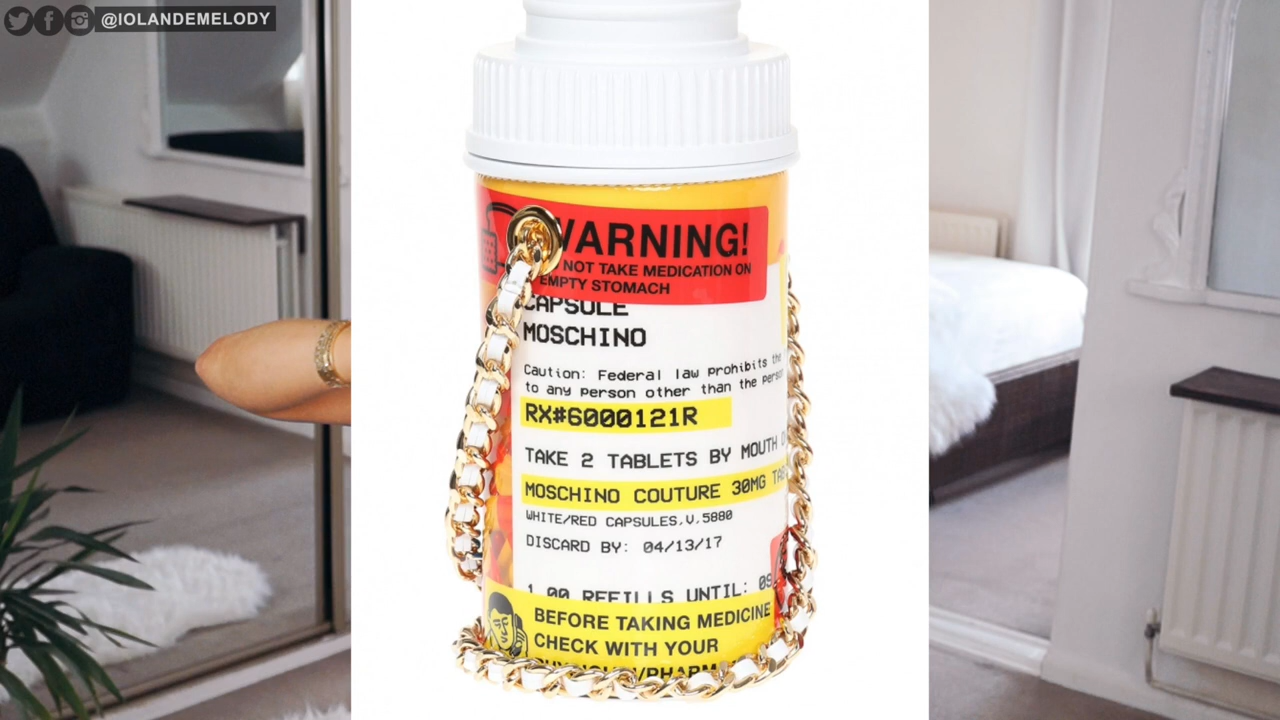 @IOLANDEMELODY
WARNING!
NOT TAKE MEDICATION ON
EMPTY STOMACH
CAPSULE
MOSCHINO
Caution: Federal law prohibits the
to any person other than the person
RX#6000121R
TAKE 2 TABLETS BY MOUTH
MOSCHINO COUTURE 30MG
WHITE/RED CAPSULES.V.5880
DISCARD BY: 04/13/17
1 00 REFILLS UNTIL:
BEFORE TAKING MEDICINE
CHECK WITH YOUR